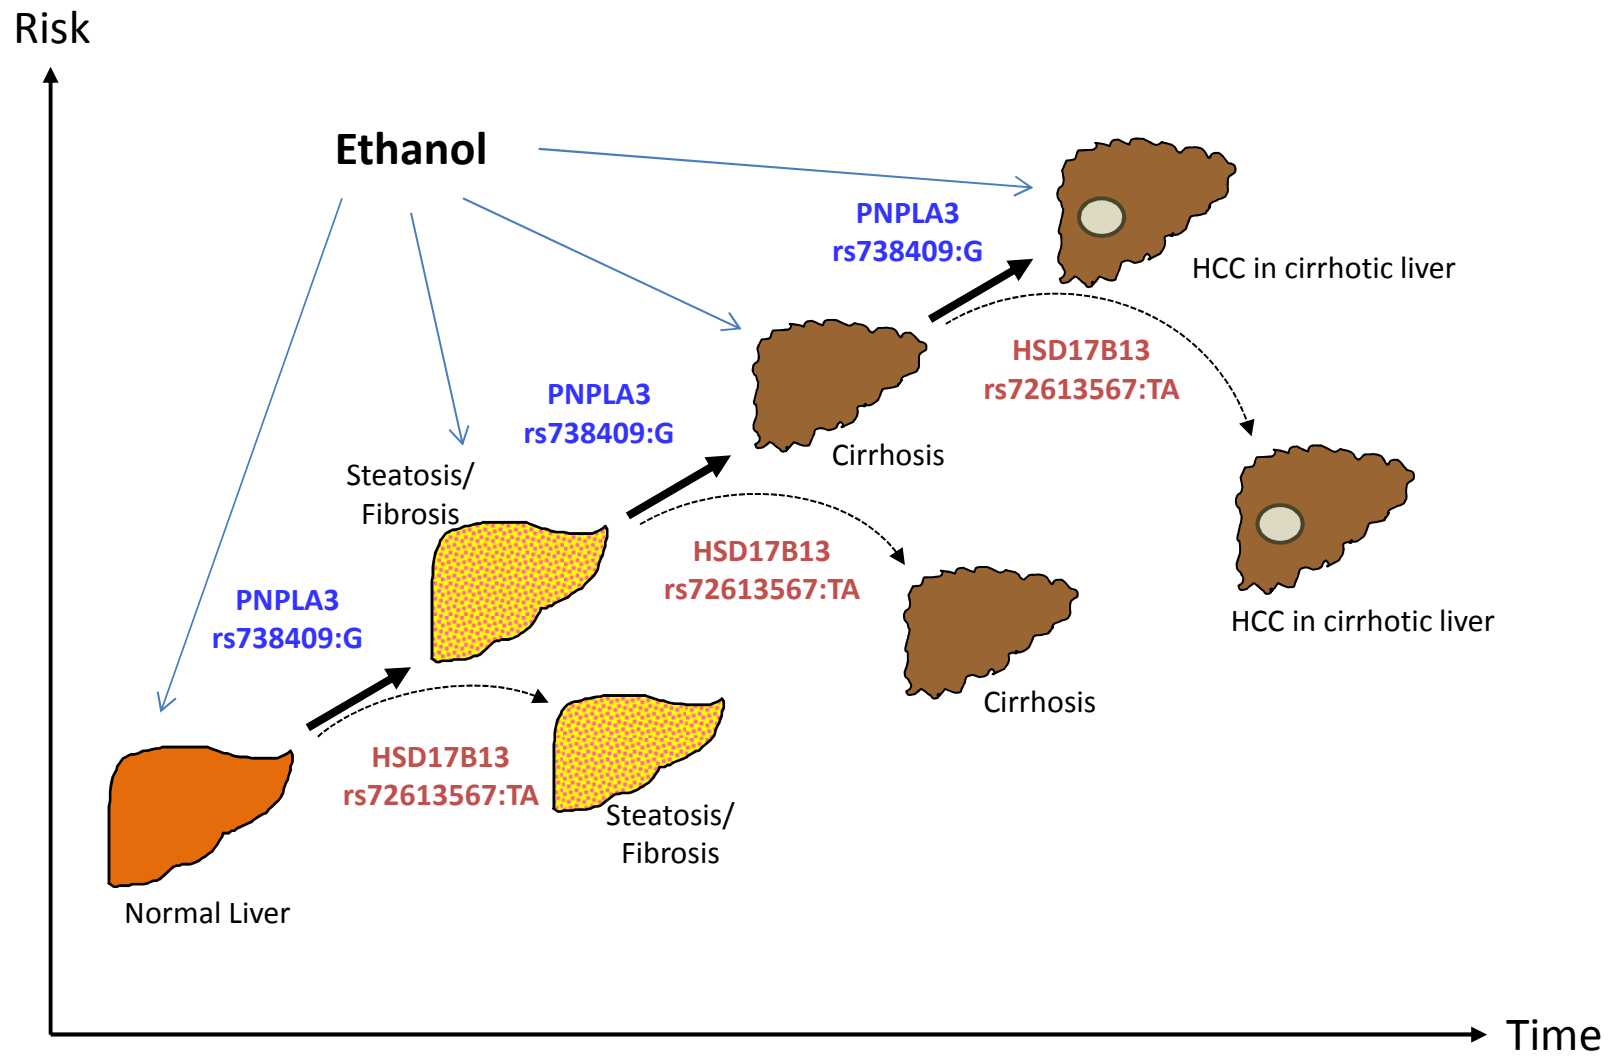 Risk
Ethanol
PNPLA3
rs738409:G
HCC in cirrhotic liver
HSD17B13
rs72613567:TA
PNPLA3
rs738409:G
Cirrhosis
Steatosis/
Fibrosis
HSD17B13
rs72613567:TA
HCC in cirrhotic liver
PNPLA3
rs738409:G
Cirrhosis
HSD17B13
rs72613567:TA
Steatosis/
Fibrosis
Normal Liver
Time